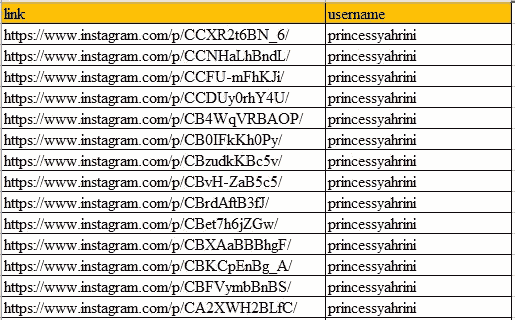 link username
https://www.instagram.com/p/CCXR2t6BN_6/ princessyahrini
https://www.instagram.com/p/CCNHaLhBndL/ princessyahrini
https://www.instagram.com/p/CCFU-mFhKJi/ princessyahrini
https://www.instagram.com/p/CCDUy0rhY4U/ princessyahrini
https://www.instagram.com/p/CB4WqVRBAOP/ princessyahrini
https://www.instagram.com/p/CB0IFkKh0Py/ princessyahrini
https://www.instagram.com/p/CBzudkKBc5v/ princessyahrini
https://www.instagram.com/p/CBvH-ZaB5c5/ princessyahrini
https://www.instagram.com/p/CBrdAftB3fJ/ princessyahrini
https://www.instagram.com/p/CBet7h6jZGw/ princessyahrini
https://www.instagram.com/p/CBXAaBBBhgF/ princessyahrini
https://www.instagram.com/p/CBKCpEnBg_A/ princessyahrini
https://www.instagram.com/p/CBFVymbBnBS/ princessyahrini
https://www.instagram.com/p/CA2XWH2BLfC/ princessyahrini